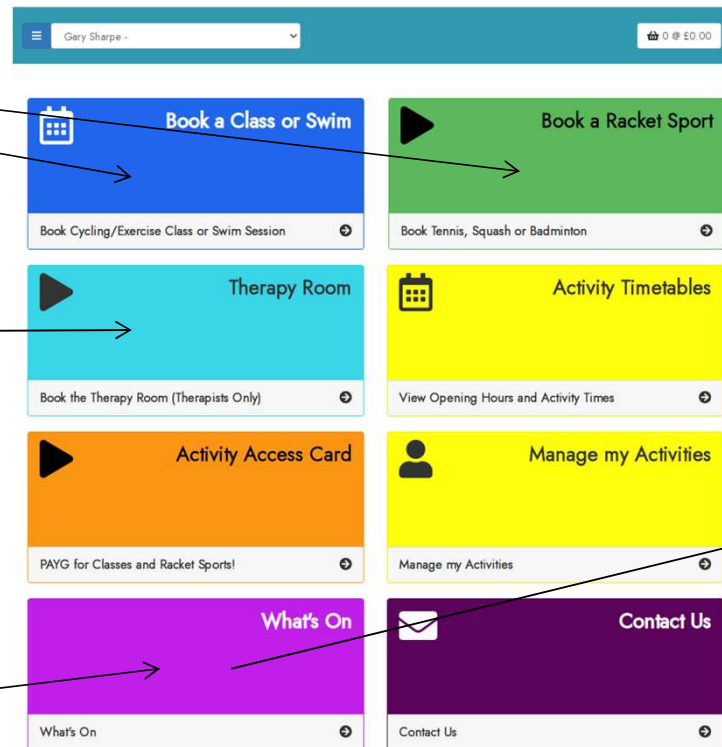 Gary Sharpe -
0 @ £0.00
Book a Class or Swim
Book Cycling/Exercise Class or Swim Session
Book a Racket Sport
Book Tennis, Squash or Badminton
Therapy Room
Book the Therapy Room (Therapists Only)
Activity Timetables
View Opening Hours and Activity Times
Activity Access Card
PAYG for Classes and Racket Sports!
Manage my Activities
Manage my Activities
What's On
What's On
Contact Us
Contact Us